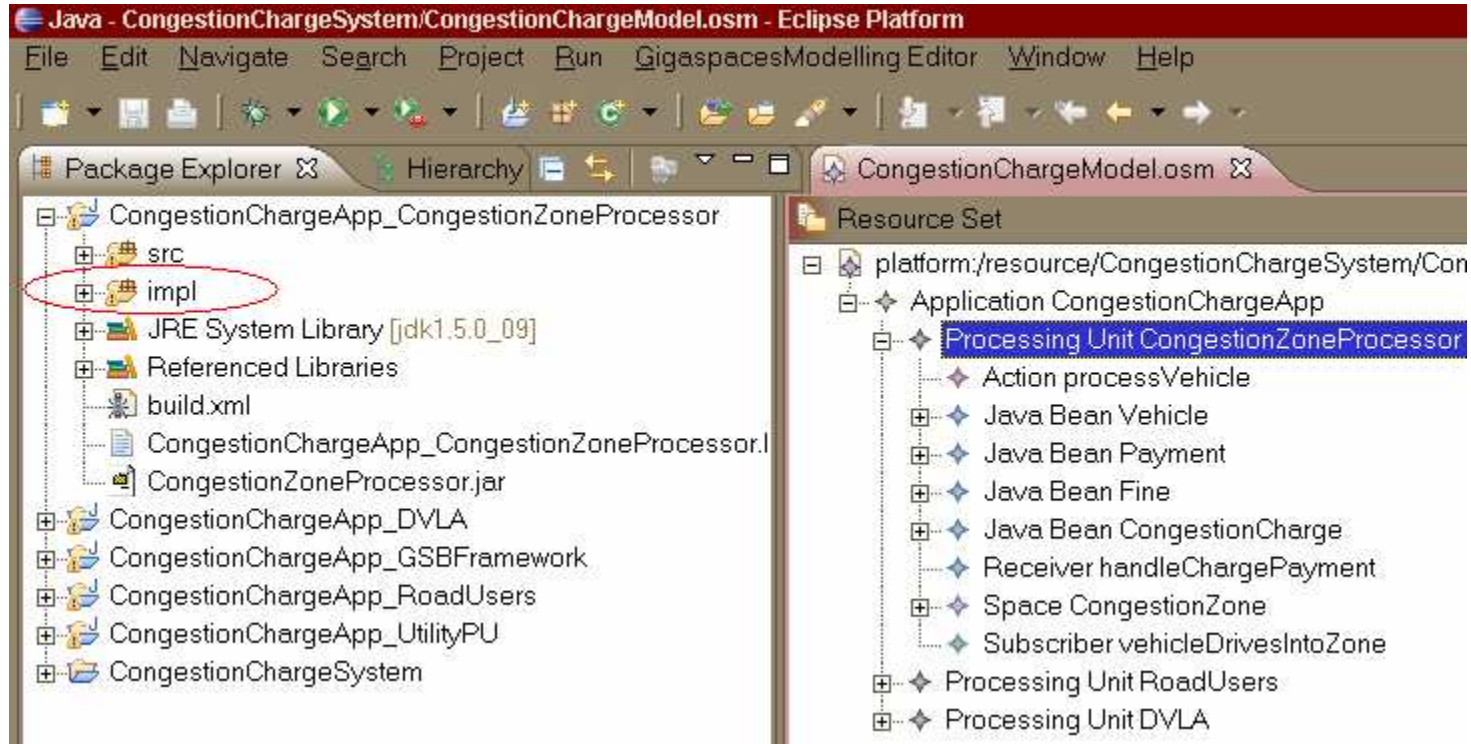 Java - CongestionChargeSystem/CongestionChargeModel.osm - Eclipse Platform
File Edit Navigate Search Project Run GigaspacesModelling Editor Window Help
Package Explorer Hierarchy
CongestionChargeApp_CongestionZoneProcessor
src
impl
JRE System Library [jdk1.5.0_09]
Referenced Libraries
build.xml
CongestionChargeApp_CongestionZoneProcessor.l
CongestionZoneProcessor.jar
CongestionChargeApp_DVLA
CongestionChargeApp_GSBFramework
CongestionChargeApp_RoadUsers
CongestionChargeApp_UtilityPU
CongestionChargeSystem
CongestionChargeModel.osm
Resource Set
platform:/resource/CongestionChargeSystem/Con
Application CongestionChargeApp
Processing Unit CongestionZoneProcessor
Action processVehicle
Java Bean Vehicle
Java Bean Payment
Java Bean Fine
Java Bean CongestionCharge
Receiver handleChargePayment
Space CongestionZone
Subscriber vehicleDrivesIntoZone
Processing Unit RoadUsers
Processing Unit DVLA